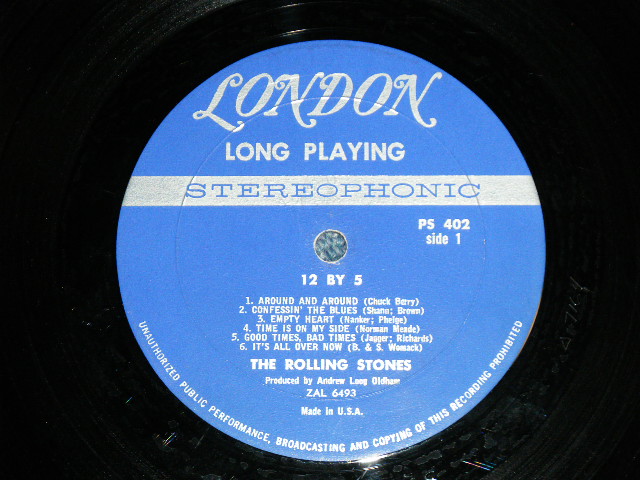 LONDON
LONG PLAYING
STEREOPHONIC
PS 402
side 1
12 BY 5
1. AROUND AND AROUND (Chuck Berry)
2. CONFESSIN' THE BLUES (Shann; Brown)
3. EMPTY HEART (Nanker; Phelge)
4. TIME IS ON MY SIDE (Norman Meade)
5. GOOD TIMES, BAD TIMES (Jagger; Richards)
6. IT'S ALL OVER NOW (B. & S. Womack)
THE ROLLING STONES
Produced by Andrew Loog Oldham
ZAL 6493
Made in U.S.A.
UNAUTHORIZED PUBLIC PERFORMANCE, BROADCASTING AND COPYING OF THIS RECORDING PROHIBITED